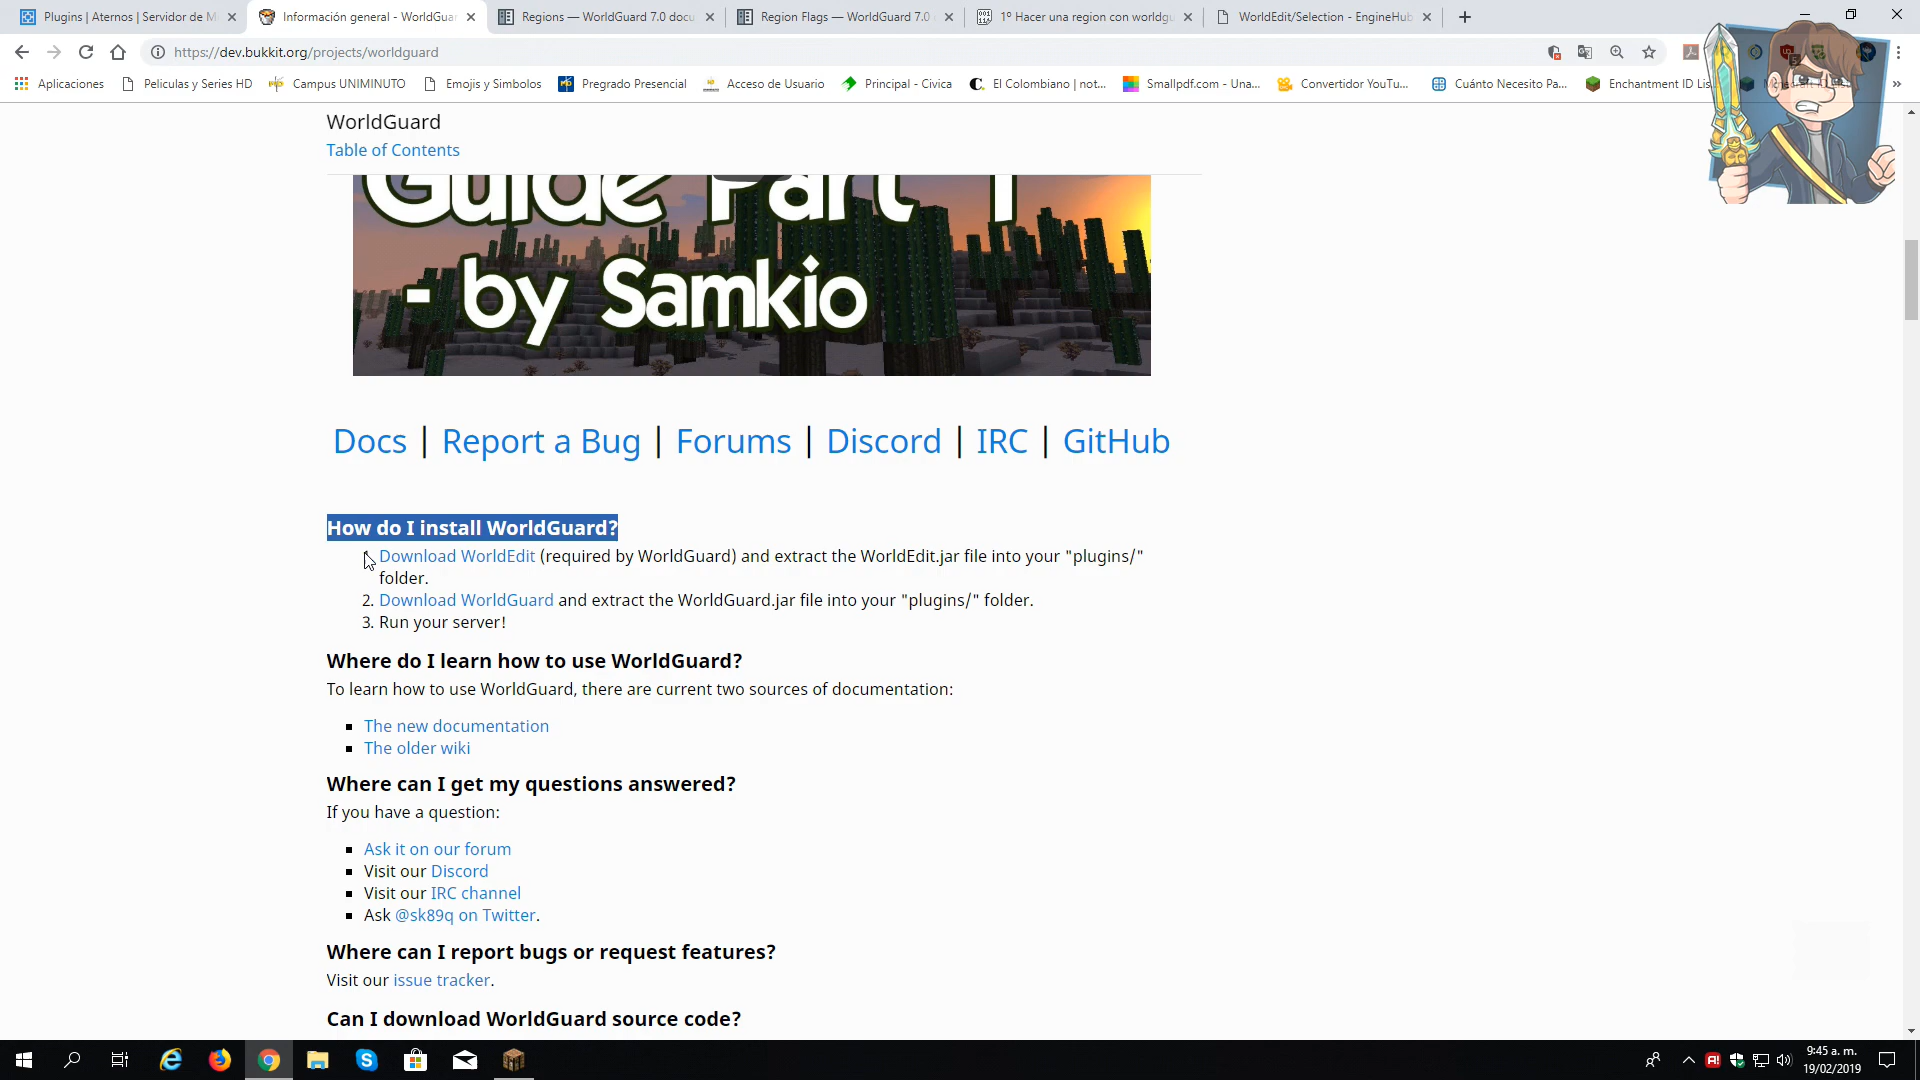 Plugins | Aternos | Servidor de M
Información general - WorldGuar
Regions — WorldGuard 7.0 docu
Region Flags — WorldGuard 7.0
1º Hacer una region con worldgu
WorldEdit/Selection - EngineHub
https://dev.bukkit.org/projects/worldguard
Aplicaciones
Peliculas y Series HD
Campus UNIMINUTO
Emojis y Simbolos
Pregrado Presencial
Acceso de Usuario
Principal - Civica
El Colombiano | not...
Smallpdf.com - Una...
Convertidor YouTu...
Cuánto Necesito Pa...
Enchantment ID Lis...
WorldGuard
Table of Contents
Guide Part 1
- by Samkio
Docs | Report a Bug | Forums | Discord | IRC | GitHub
How do I install WorldGuard?
Download WorldEdit (required by WorldGuard) and extract the WorldEdit.jar file into your "plugins/"
folder.
2. Download WorldGuard and extract the WorldGuard.jar file into your "plugins/" folder.
3. Run your server!
Where do I learn how to use WorldGuard?
To learn how to use WorldGuard, there are current two sources of documentation:
The new documentation
The older wiki
Where can I get my questions answered?
If you have a question:
Ask it on our forum
Visit our Discord
Visit our IRC channel
Ask @sk89q on Twitter.
Where can I report bugs or request features?
Visit our issue tracker.
Can I download WorldGuard source code?
9:45 a. m.
19/02/2019